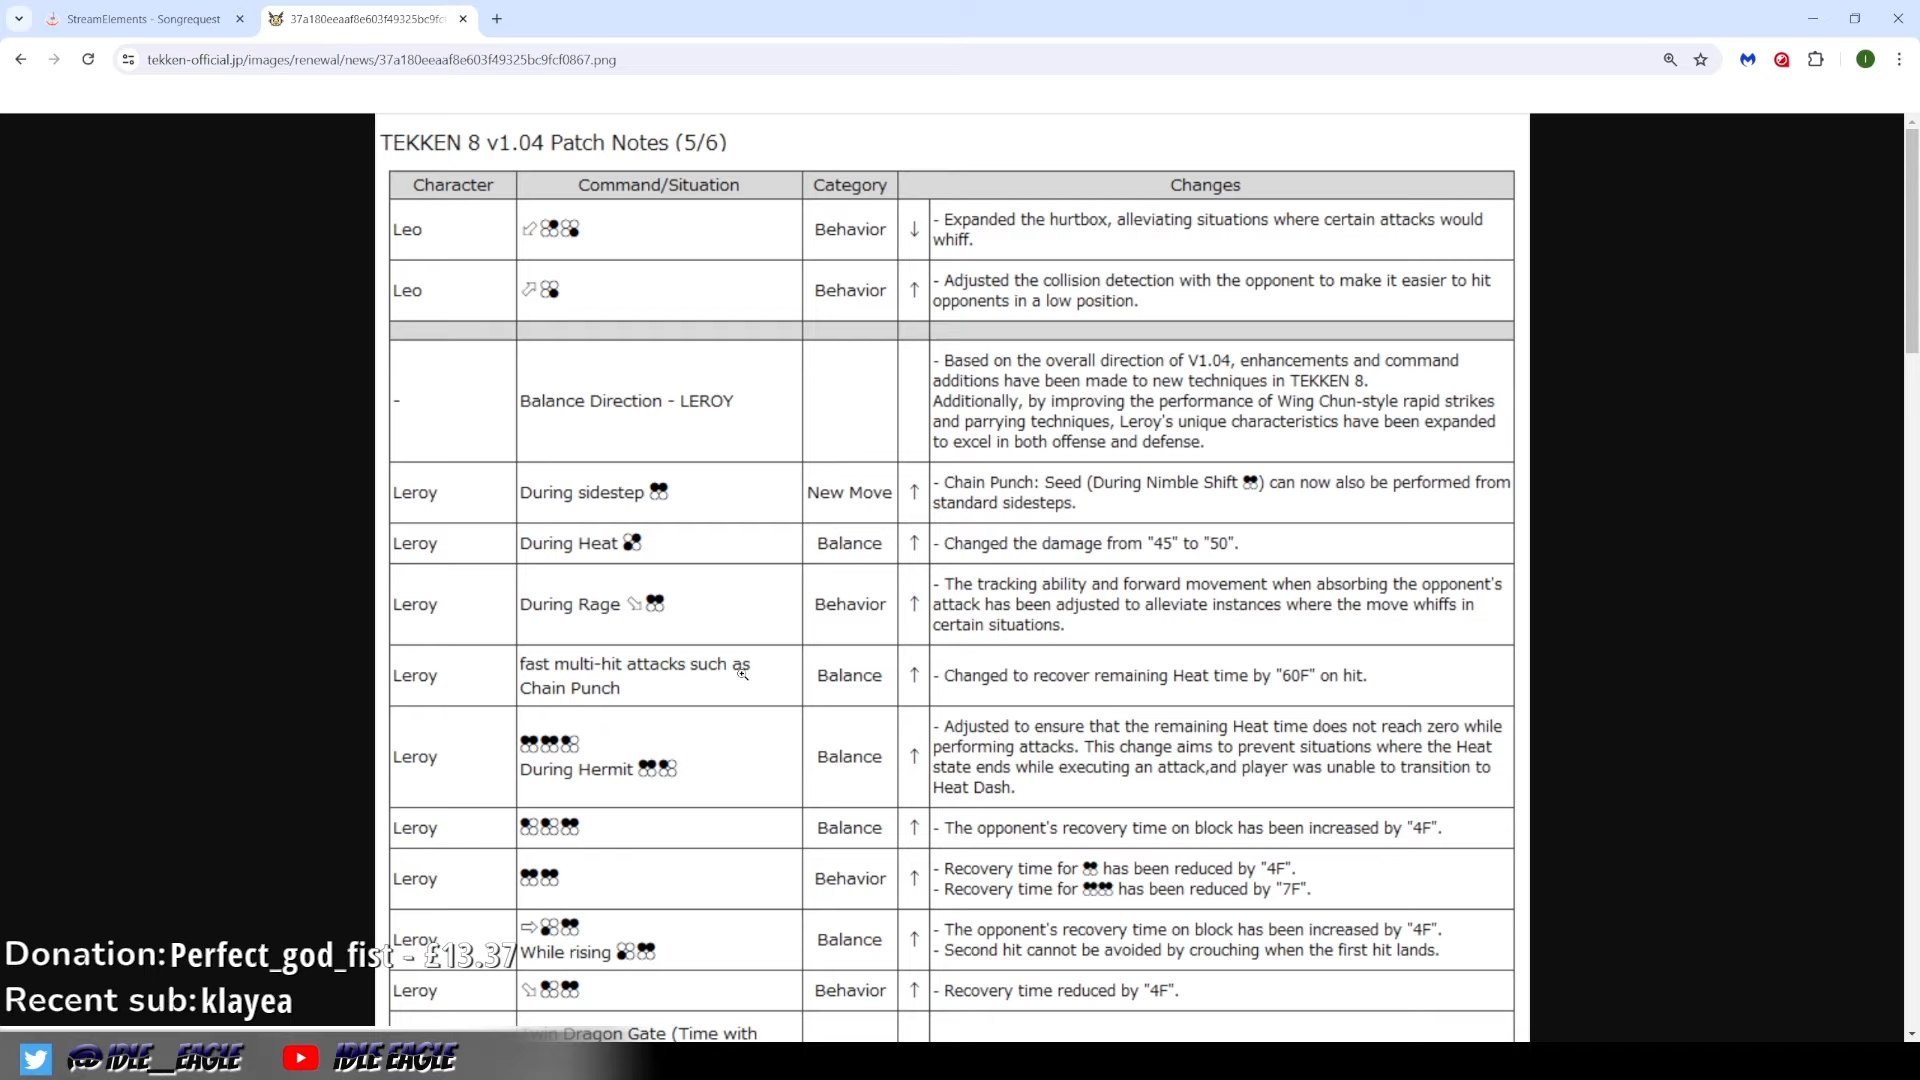 StreamElements - Songrequest
37a180eeaaf8e603f49325bc9fc
tekken-official.jp/images/renewal/news/37a180eeaaf8e603f49325bc9fcf0867.png
TEKKEN 8 v1.04 Patch Notes (5/6)
Character Command/Situation Category Changes
Leo Behavior ↓ - Expanded the hurtbox, alleviating situations where certain attacks would
whiff.
Leo Behavior ↑ - Adjusted the collision detection with the opponent to make it easier to hit
opponents in a low position.
- Balance Direction - LEROY
- Based on the overall direction of V1.04, enhancements and command
additions have been made to new techniques in TEKKEN 8.
Additionally, by improving the performance of Wing Chun-style rapid strikes
and parrying techniques, Leroy's unique characteristics have been expanded
to excel in both offense and defense.
Leroy During sidestep New Move ↑ - Chain Punch: Seed (During Nimble Shift ) can now also be performed from
standard sidesteps.
Leroy During Heat Balance ↑ - Changed the damage from "45" to "50".
Leroy During Rage Behavior ↑ - The tracking ability and forward movement when absorbing the opponent's
attack has been adjusted to alleviate instances where the move whiffs in
certain situations.
Leroy fast multi-hit attacks such as
Chain Punch Balance ↑ - Changed to recover remaining Heat time by "60F" on hit.
Leroy During Hermit Balance ↑ - Adjusted to ensure that the remaining Heat time does not reach zero while
performing attacks. This change aims to prevent situations where the Heat
state ends while executing an attack,and player was unable to transition to
Heat Dash.
Leroy Balance ↑ - The opponent's recovery time on block has been increased by "4F".
Leroy Behavior ↑ - Recovery time for has been reduced by "4F".
- Recovery time for has been reduced by "7F".
Leroy While rising Balance ↑ - The opponent's recovery time on block has been increased by "4F".
- Second hit cannot be avoided by crouching when the first hit lands.
Leroy Behavior ↑ - Recovery time reduced by "4F".
Twin Dragon Gate (Time with
Donation: Perfect_god_fist - £13.37
Recent sub: klayea
IDLE__EAGLE IDLE EAGLE